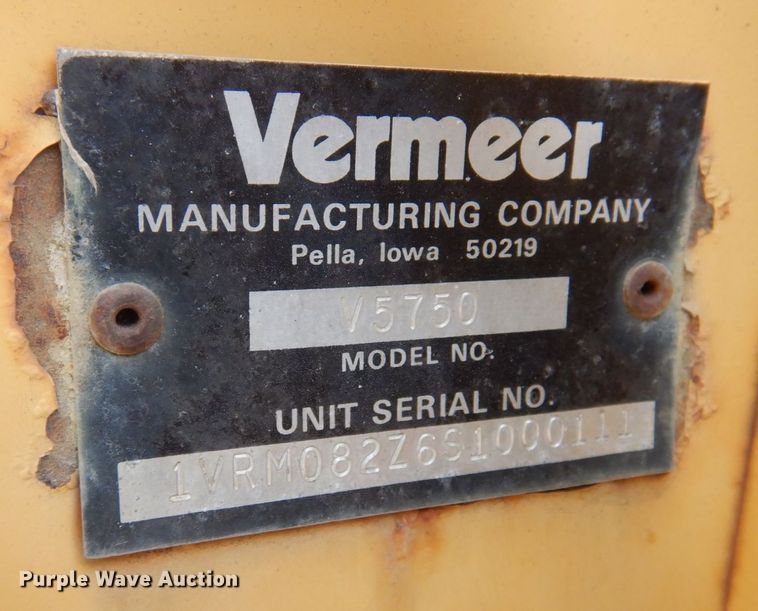 Vermeer
MANUFACTURING COMPANY
Pella, Iowa 50219
V5750
MODEL NO.
UNIT SERIAL NO.
1VRM082Z6S1000111
Purple Wave Auction